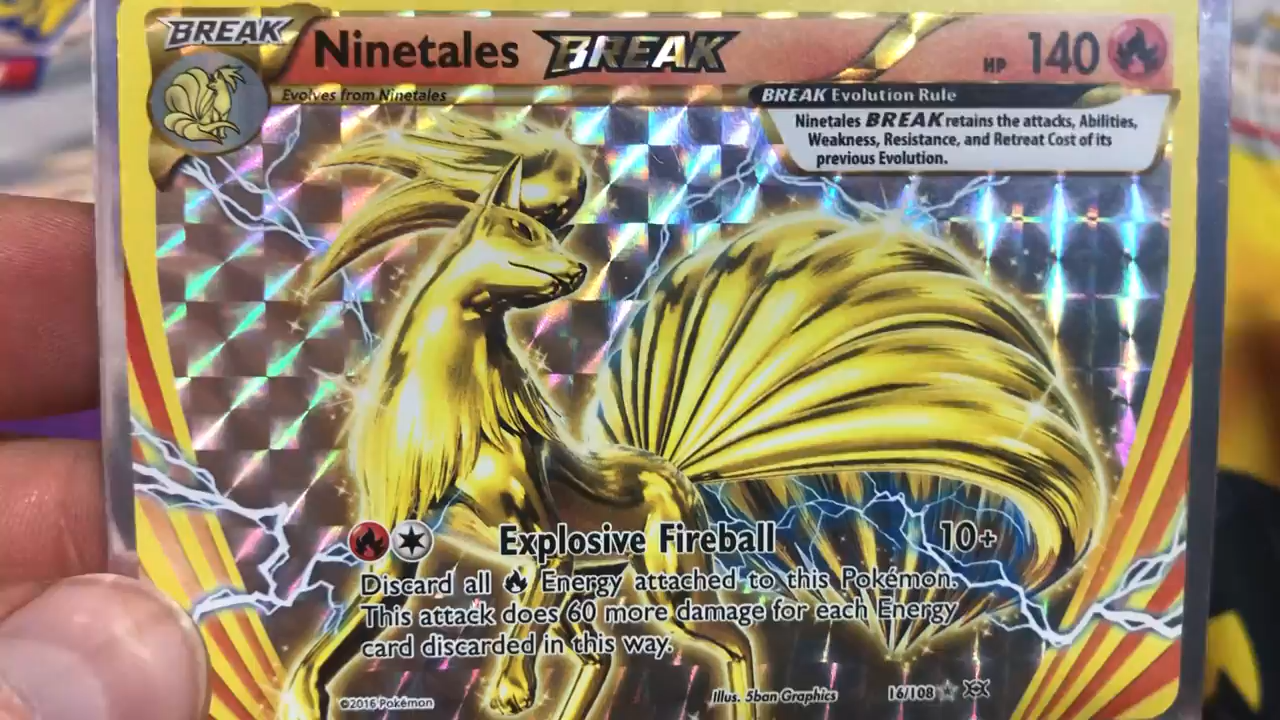 BREAK
Ninetales BREAK
HP 140
Evolves from Ninetales
BREAK Evolution Rule
Ninetales BREAK retains the attacks, Abilities,
Weakness, Resistance, and Retreat Cost of its
previous Evolution.
Explosive Fireball 10+
Discard all Energy attached to this Pokémon.
This attack does 60 more damage for each Energy
card discarded in this way.
©2016 Pokémon
Illus. 5ban Graphics
16/108